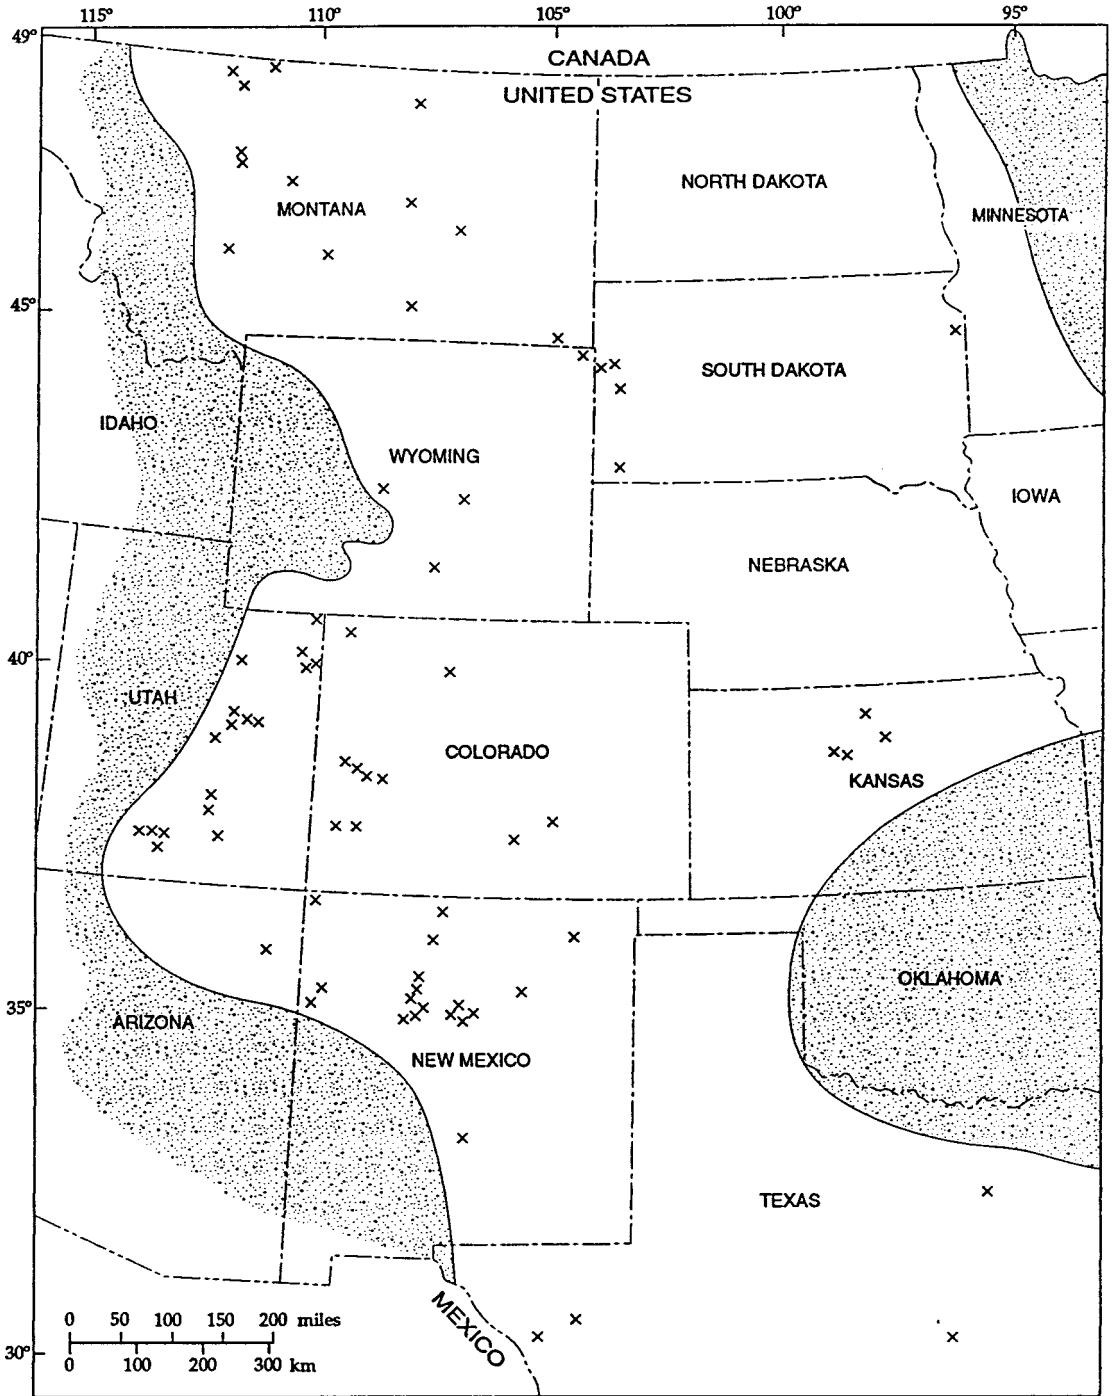 115° 110° 105° 100° 95°
49°
CANADA
UNITED STATES
NORTH DAKOTA
MONTANA
MINNESOTA
45°
SOUTH DAKOTA
IDAHO
WYOMING
IOWA
NEBRASKA
40°
UTAH
COLORADO
KANSAS
OKLAHOMA
35°
ARIZONA
NEW MEXICO
TEXAS
MEXICO
0 50 100 150 200 miles
0 100 200 300 km
30°